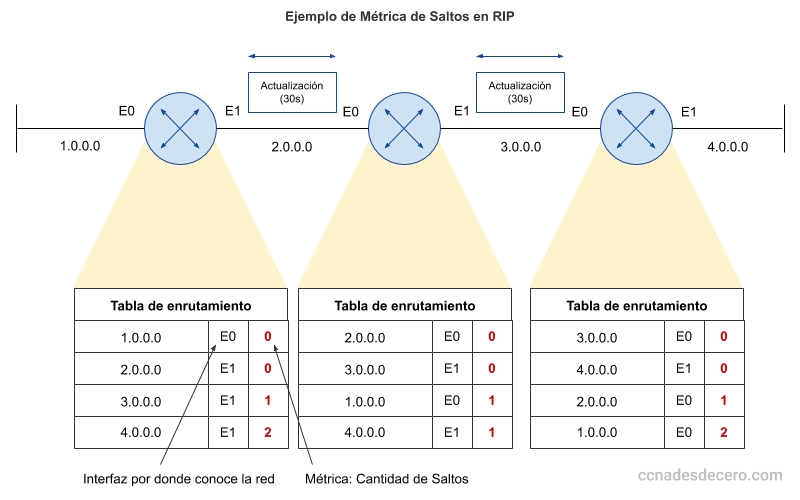 Ejemplo de Métrica de Saltos en RIP
Actualización
(30s)
Actualización
(30s)
E0
E1
E0
E1
E0
E1
1.0.0.0
2.0.0.0
3.0.0.0
4.0.0.0
Tabla de enrutamiento
1.0.0.0 E0 0
2.0.0.0 E1 0
3.0.0.0 E1 1
4.0.0.0 E1 2
Tabla de enrutamiento
2.0.0.0 E0 0
3.0.0.0 E1 0
1.0.0.0 E0 1
4.0.0.0 E1 1
Tabla de enrutamiento
3.0.0.0 E0 0
4.0.0.0 E1 0
2.0.0.0 E0 1
1.0.0.0 E0 2
Interfaz por donde conoce la red
Métrica: Cantidad de Saltos
ccnadesdecero.com